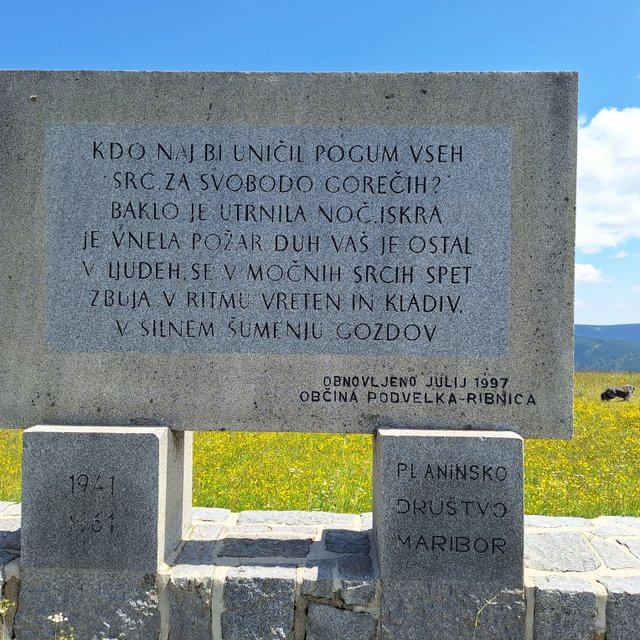 KDO NAJ BI UNIČIL POGUM VSEH
SRC, ZA SVOBODO GOREČIH?
BAKLO JE UTRNILA NOČ, ISKRA
JE VNELA POŽAR DUH VAŠ JE OSTAL
V LJUDEH, SE V MOČNIH SRCIH SPET
ZBUJA, V RITMU VRETEN IN KLADIV,
V SILNEM ŠUMENJU GOZDOV
OBNOVLJENO JULIJ 1997
OBČINA PODVELKA-RIBNICA
1941
1961
PLANINSKO
DRUŠTVO
MARIBOR